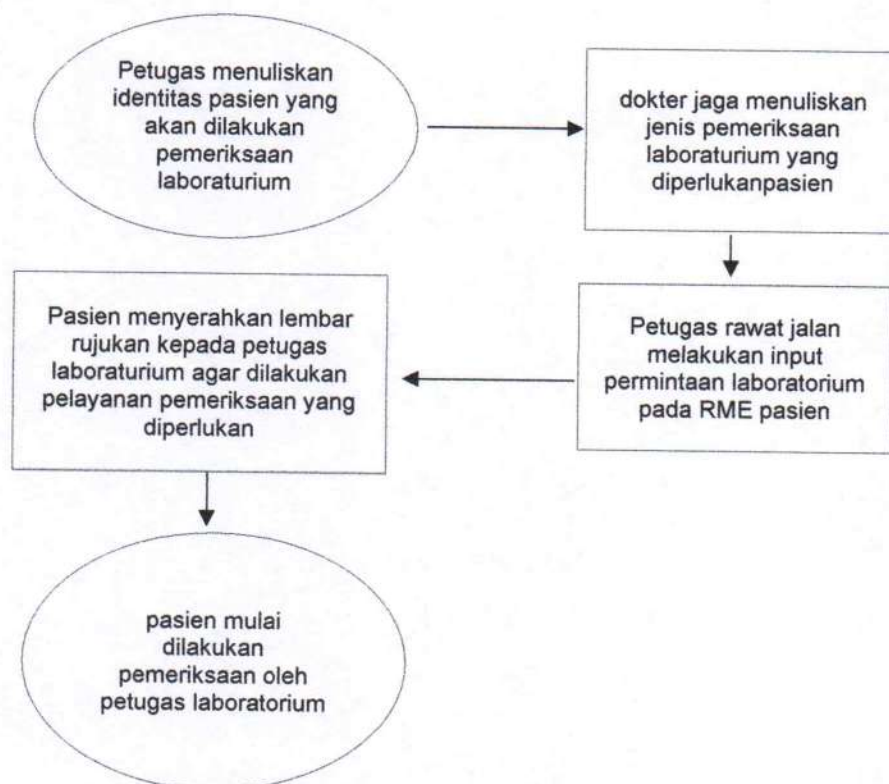 Petugas menuliskan
identitas pasien yang
akan dilakukan
pemeriksaan
laboraturium
dokter jaga menuliskan
jenis pemeriksaan
laboraturium yang
diperlukanpasien
Petugas rawat jalan
melakukan input
permintaan laboratorium
pada RME pasien
Pasien menyerahkan lembar
rujukan kepada petugas
laboraturium agar dilakukan
pelayanan pemeriksaan yang
diperlukan
pasien mulai
dilakukan
pemeriksaan oleh
petugas laboratorium